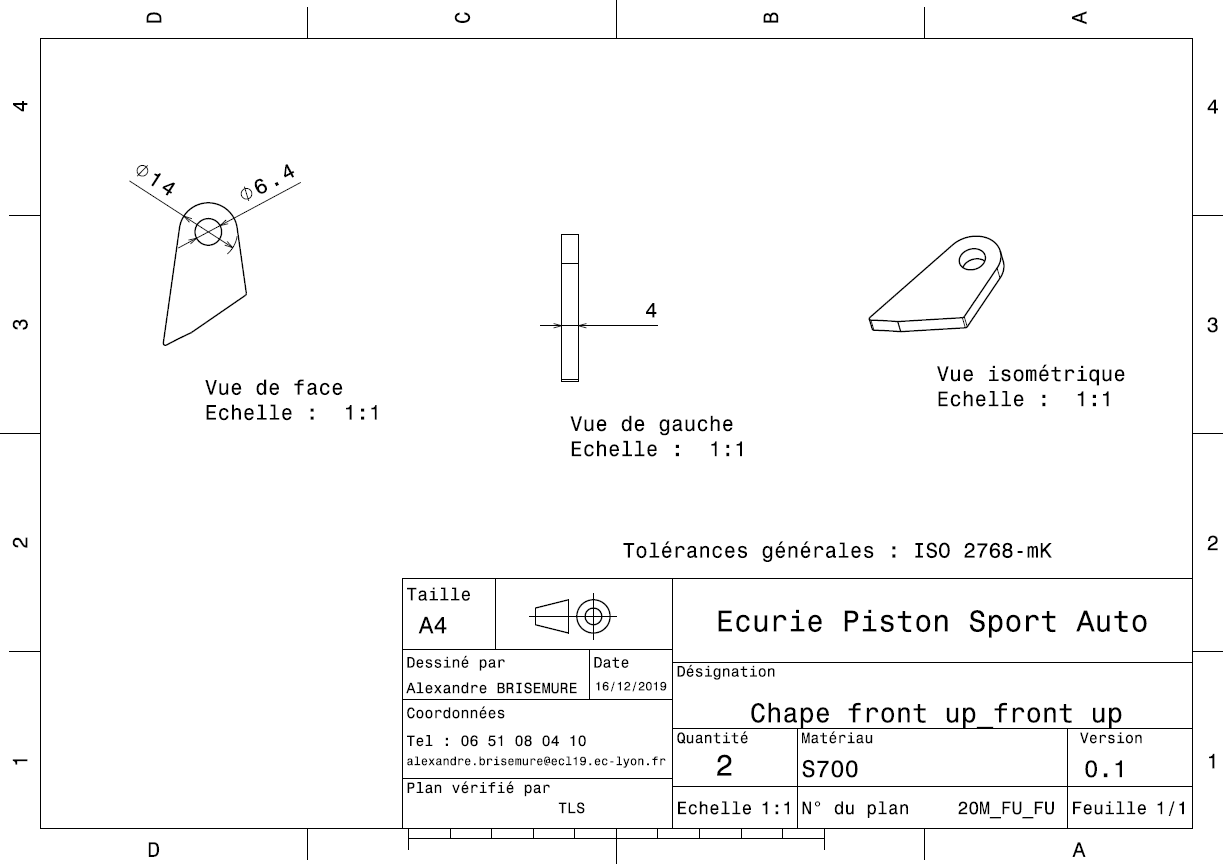 D C B A
4 4
⌀14
⌀6.4
3 3
4
Vue de face
Echelle : 1:1
Vue de gauche
Echelle : 1:1
Vue isométrique
Echelle : 1:1
2 2
Tolérances générales : ISO 2768-mK
Taille
A4
Ecurie Piston Sport Auto
Dessiné par
Alexandre BRISEMURE
Date
16/12/2019
Désignation
Chape front up_front up
Coordonnées
Tel : 06 51 08 04 10
alexandre.brisemure@ecl19.ec-lyon.fr
Quantité
2
Matériau
S700
Version
0.1
Plan vérifié par
TLS
Echelle 1:1
N° du plan 20M_FU_FU
Feuille 1/1
1 1
D A